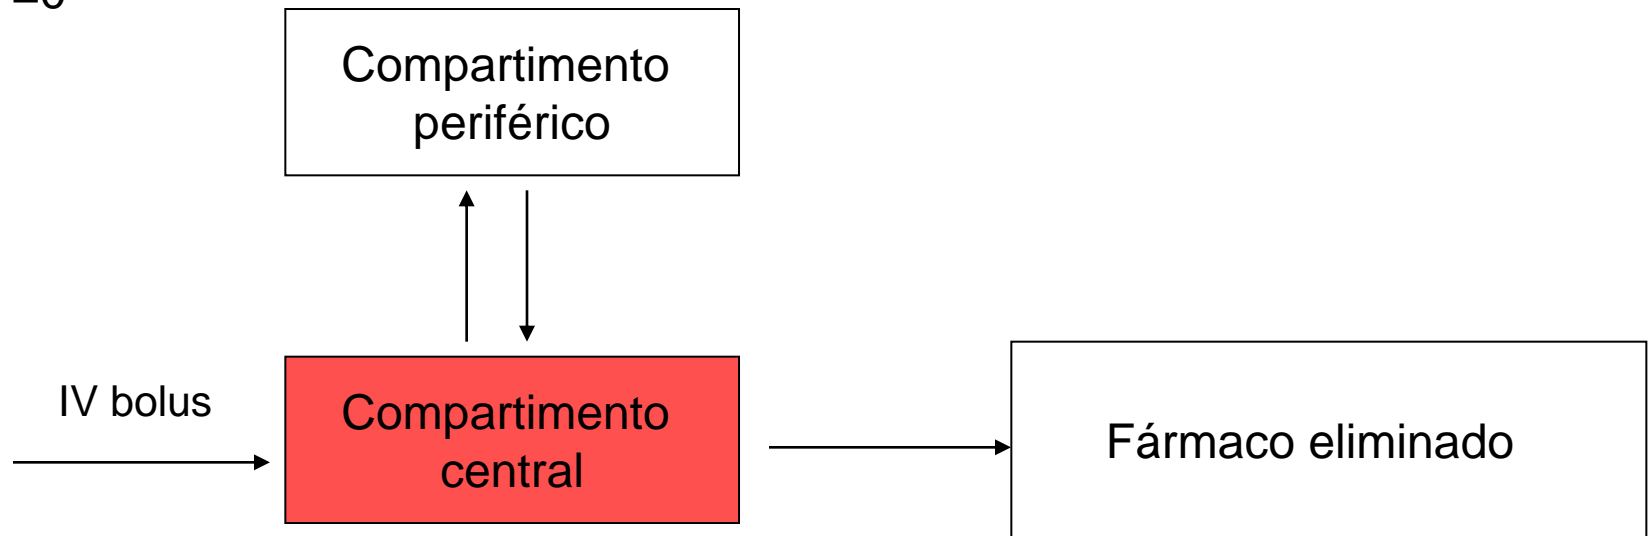 Compartimento
periférico
IV bolus
Compartimento
central
Fármaco eliminado